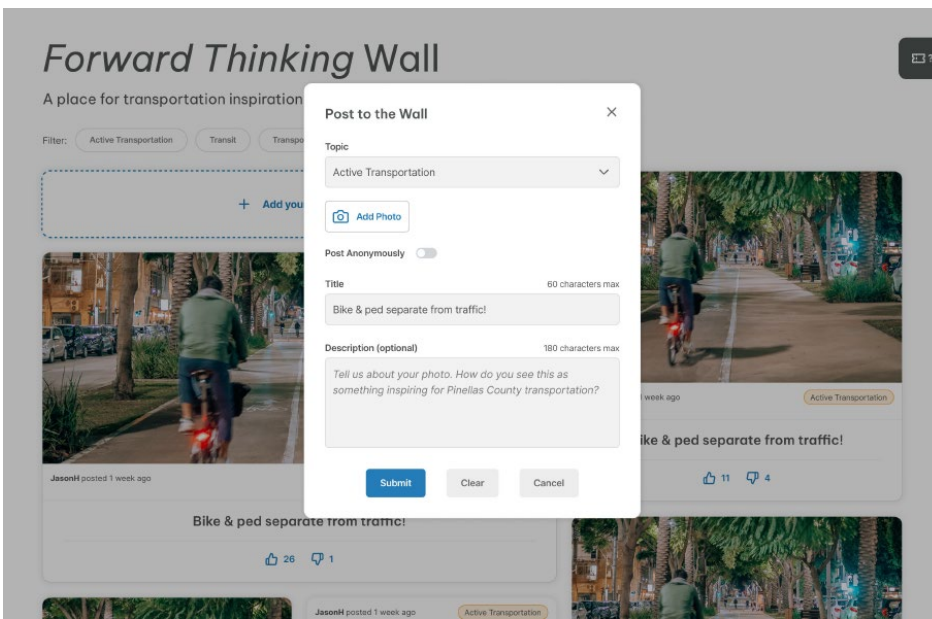 Forward Thinking Wall
A place for transportation inspiration
Filter: Active Transportation Transit
Add
Post to the Wall
Topic
Active Transportation
Add Photo
Post Anonymously
Title 60 characters max
Bike & ped separate from traffic!
Description (optional) 180 characters max
Tell us about your photo. How do you see this as
something inspiring for Pinellas County transportation?
Submit Clear Cancel
JasonH posted 1 week ago
Bike & ped separate from traffic!
26 1
week ago Active Transportation
ike & ped separate from traffic!
11 4
JasonH posted 1 week ago Active Transportation